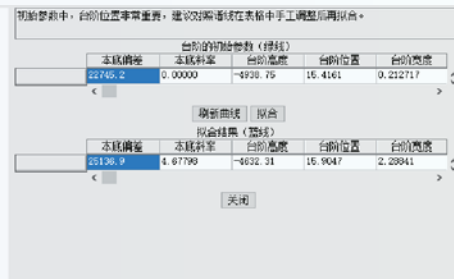 初始参数中，台阶位置非常重要，建议对照谱线在表格中手工调整后再拟合。
台阶的初始参数（绿线）
本底偏差 本底斜率 台阶高度 台阶位置 台阶宽度
22745.2 0.00000 -4938.75 15.4161 0.212717
刷新曲线 拟合
拟合结果（蓝线）
本底偏差 本底斜率 台阶高度 台阶位置 台阶宽度
25136.9 4.67798 -4632.31 15.9047 2.28841
关闭